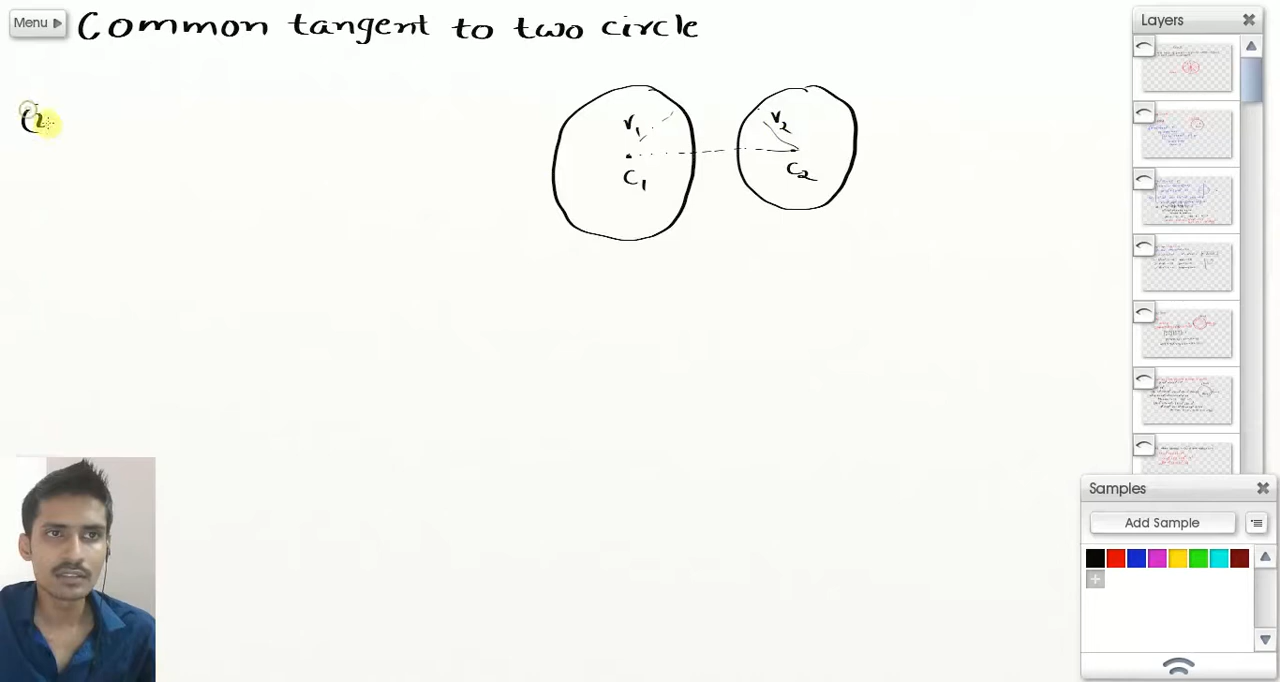 Menu
Common tangent to two circle
Layers
r₁
r₂
C₁
C₂
Samples
Add Sample